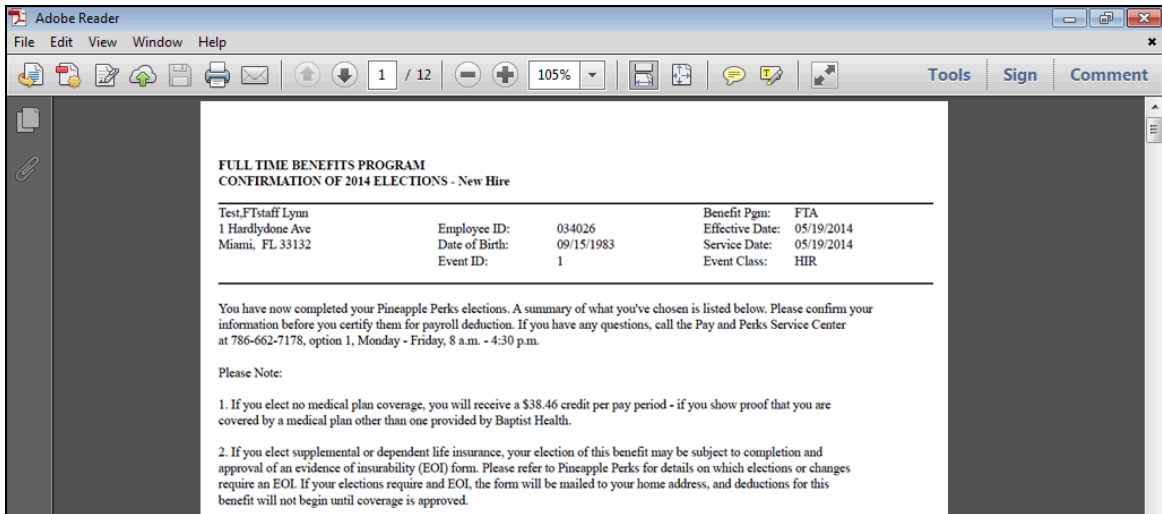 Adobe Reader
File Edit View Window Help
1 / 12 105% Tools Sign Comment
FULL TIME BENEFITS PROGRAM
CONFIRMATION OF 2014 ELECTIONS - New Hire
Test,FTstaff Lynn Benefit Pgm: FTA
1 Hardlydone Ave Employee ID: 034026 Effective Date: 05/19/2014
Miami, FL 33132 Date of Birth: 09/15/1983 Service Date: 05/19/2014
Event ID: 1 Event Class: HIR
You have now completed your Pineapple Perks elections. A summary of what you've chosen is listed below. Please confirm your
information before you certify them for payroll deduction. If you have any questions, call the Pay and Perks Service Center
at 786-662-7178, option 1, Monday - Friday, 8 a.m. - 4:30 p.m.
Please Note:
1. If you elect no medical plan coverage, you will receive a $38.46 credit per pay period - if you show proof that you are
covered by a medical plan other than one provided by Baptist Health.
2. If you elect supplemental or dependent life insurance, your election of this benefit may be subject to completion and
approval of an evidence of insurability (EOI) form. Please refer to Pineapple Perks for details on which elections or changes
require an EOI. If your elections require and EOI, the form will be mailed to your home address, and deductions for this
benefit will not begin until coverage is approved.